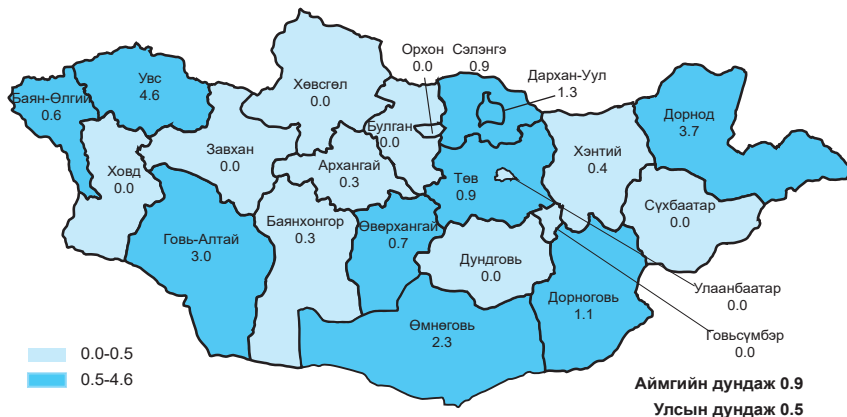 Орхон
0.0
Сэлэнгэ
0.9
Дархан-Уул
1.3
Увс
4.6
Баян-Өлгий
0.6
Хөвсгөл
0.0
Булган
0.0
Дорнод
3.7
Завхан
0.0
Ховд
0.0
Архангай
0.3
Төв
0.9
Хэнтий
0.4
Сүхбаатар
0.0
Говь-Алтай
3.0
Баянхонгор
0.3
Өвөрхангай
0.7
Дундговь
0.0
Улаанбаатар
0.0
Дорноговь
1.1
Өмнөговь
2.3
Говьсүмбэр
0.0
0.0-0.5
0.5-4.6
Аймгийн дундаж 0.9
Улсын дундаж 0.5